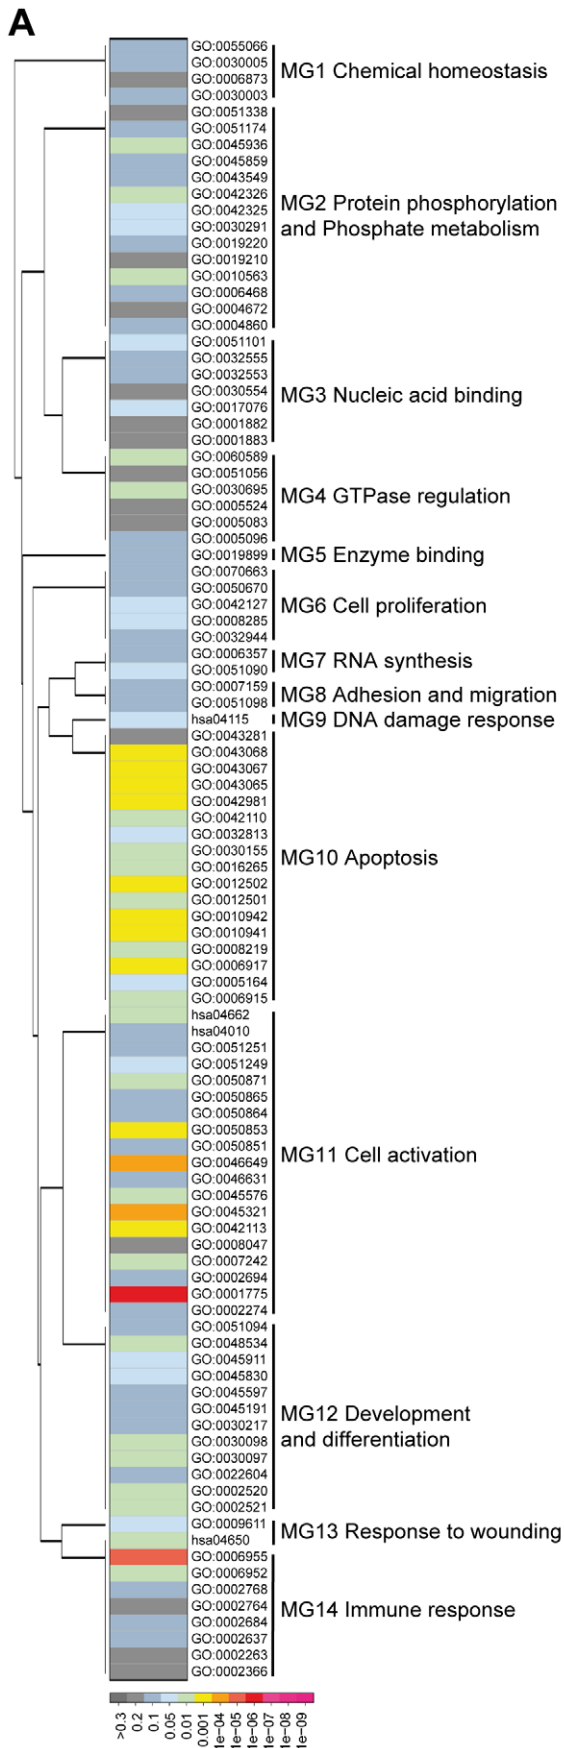 A
GO:0055066
GO:0030005
GO:0006873
GO:0030003
MG1 Chemical homeostasis
GO:0051338
GO:0051174
GO:0045936
GO:0045859
GO:0043549
GO:0042326
GO:0042325
GO:0030291
GO:0019220
GO:0019210
GO:0010563
GO:0006468
GO:0004672
GO:0004860
MG2 Protein phosphorylation
and Phosphate metabolism
GO:0051101
GO:0032555
GO:0032553
GO:0030554
GO:0017076
GO:0001882
GO:0001883
MG3 Nucleic acid binding
GO:0060589
GO:0051056
GO:0030695
GO:0005524
GO:0005083
GO:0005096
MG4 GTPase regulation
GO:0019899
MG5 Enzyme binding
GO:0070663
GO:0050670
GO:0042127
GO:0008285
GO:0032944
MG6 Cell proliferation
GO:0006357
GO:0051090
MG7 RNA synthesis
GO:0007159
GO:0051098
MG8 Adhesion and migration
hsa04115
MG9 DNA damage response
GO:0043281
GO:0043068
GO:0043067
GO:0043065
GO:0042981
GO:0042110
GO:0032813
GO:0030155
GO:0016265
GO:0012502
GO:0012501
GO:0010942
GO:0010941
GO:0008219
GO:0006917
GO:0005164
GO:0006915
MG10 Apoptosis
hsa04662
hsa04010
GO:0051251
GO:0051249
GO:0050871
GO:0050865
GO:0050864
GO:0050853
GO:0050851
GO:0046649
GO:0046631
GO:0045576
GO:0045321
GO:0042113
GO:0008047
GO:0007242
GO:0002694
GO:0001775
GO:0002274
MG11 Cell activation
GO:0051094
GO:0048534
GO:0045911
GO:0045830
GO:0045597
GO:0045191
GO:0030217
GO:0030098
GO:0030097
GO:0022604
GO:0002520
GO:0002521
MG12 Development
and differentiation
GO:0009611
hsa04650
MG13 Response to wounding
GO:0006955
GO:0006952
GO:0002768
GO:0002764
GO:0002684
GO:0002637
GO:0002263
GO:0002366
MG14 Immune response
>0.3
0.2
0.1
0.05
0.01
0.001
1e-04
1e-05
1e-06
1e-07
1e-08
1e-09